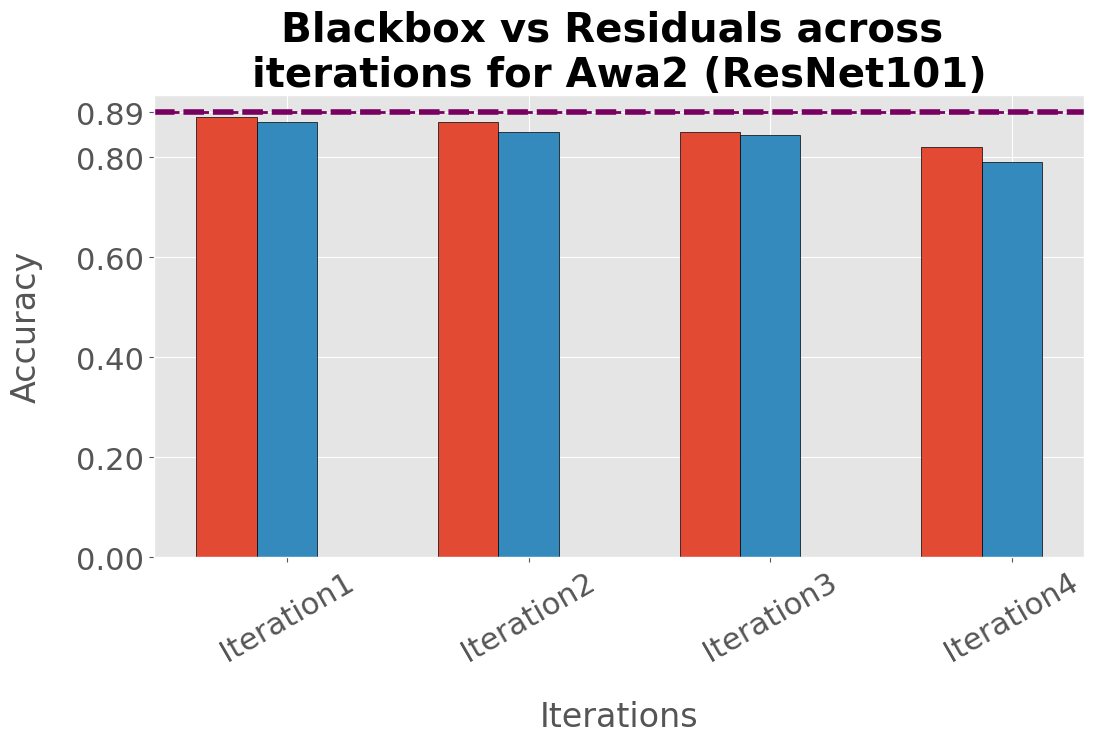 Blackbox vs Residuals across
iterations for Awa2 (ResNet101)
0.89
0.80
0.60
0.40
0.20
0.00
Accuracy
Iteration1
Iteration2
Iteration3
Iteration4
Iterations